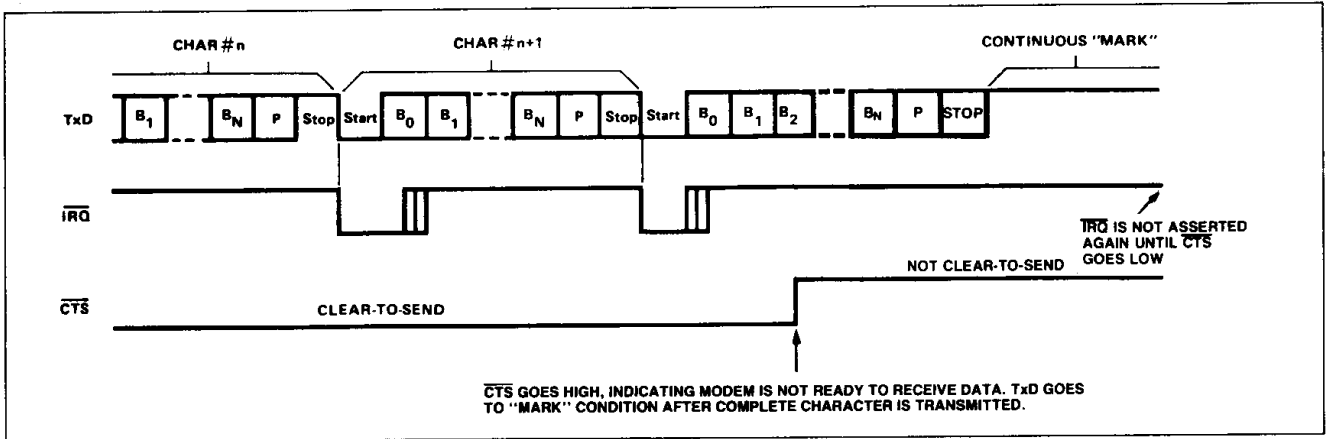 CHAR #n
CHAR #n+1
CONTINUOUS "MARK"
TxD B1 BN P Stop Start B0 B1 BN P Stop Start B0 B1 B2 BN P STOP
IRQ
IRQ IS NOT ASSERTED
AGAIN UNTIL CTS
GOES LOW
NOT CLEAR-TO-SEND
CTS
CLEAR-TO-SEND
CTS GOES HIGH, INDICATING MODEM IS NOT READY TO RECEIVE DATA. TxD GOES
TO "MARK" CONDITION AFTER COMPLETE CHARACTER IS TRANSMITTED.